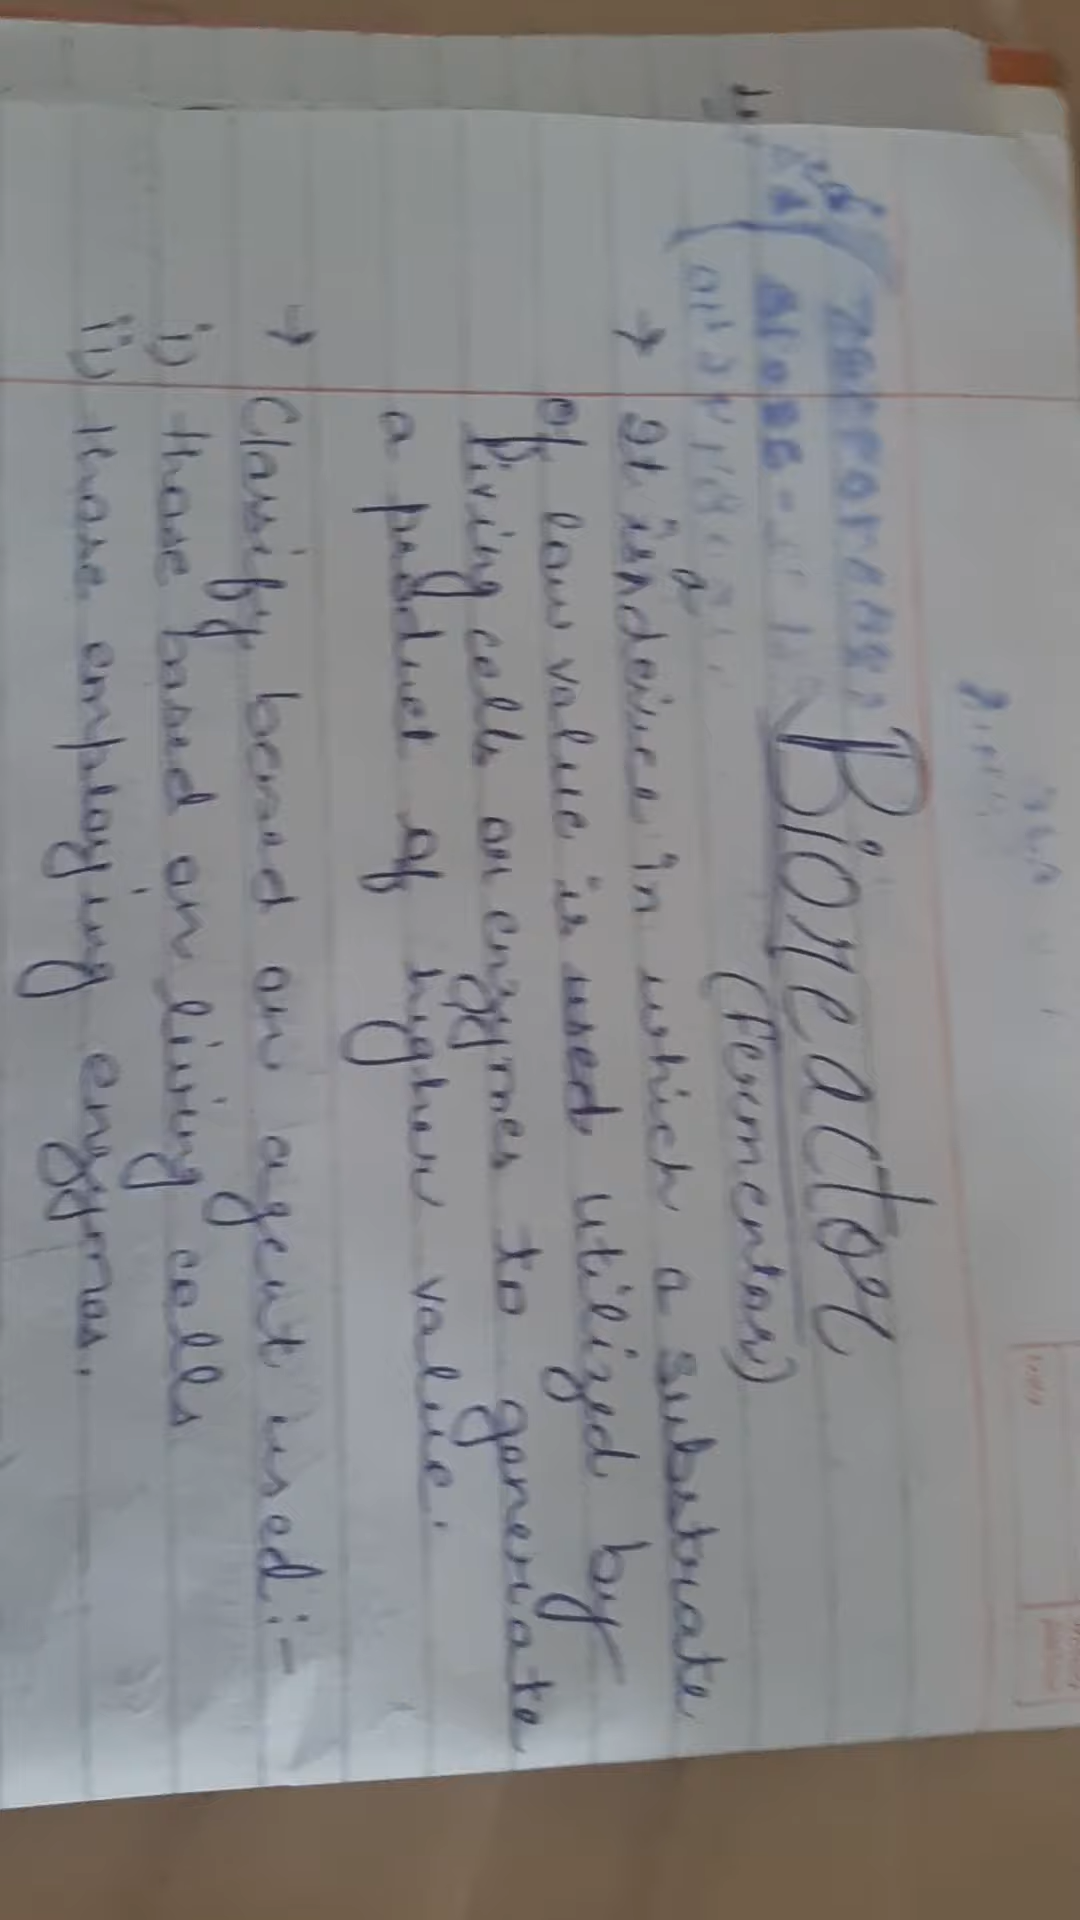 Bioreactor
(Fermentor)
→ It is a device in which a substrate
of low value is used utilized by
living cells or enzymes to generate
a product of higher value.
→ Classify based on agent used:-
i) those based on living cells
ii) those employing enzymes.